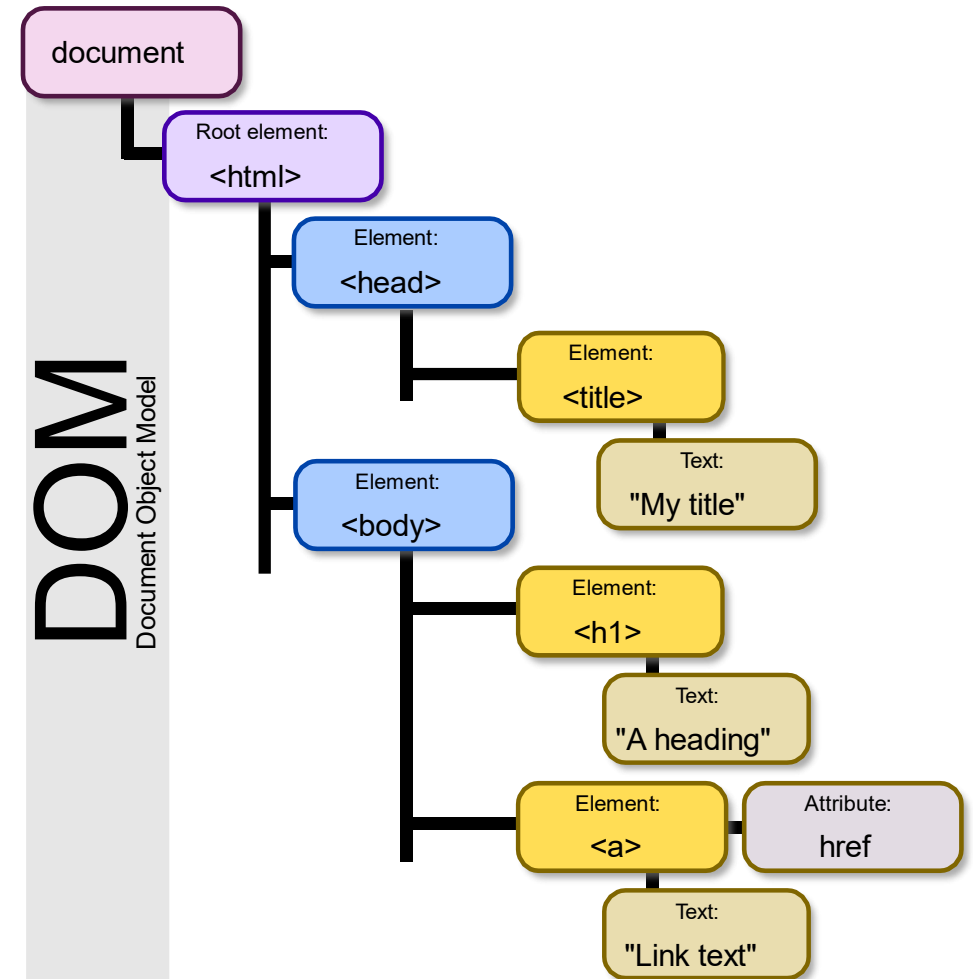 document
Root element:
<html>
Element:
<head>
Element:
<title>
Text:
"My title"
Element:
<body>
Element:
<h1>
Text:
"A heading"
Element:
<a>
Attribute:
href
Text:
"Link text"
DOM
Document Object Model